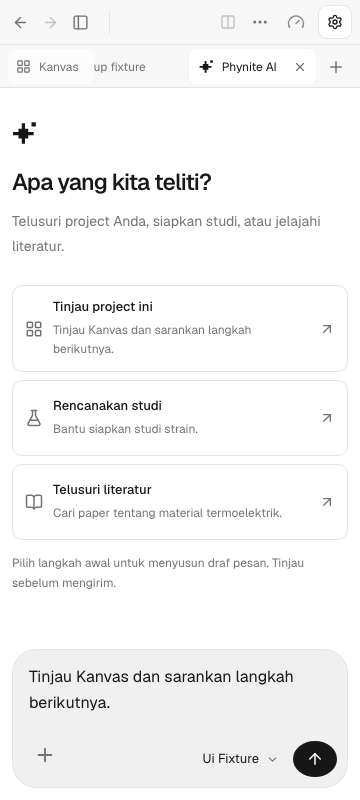 Kanvas
up fixture
Phynite AI
Apa yang kita teliti?
Telusuri project Anda, siapkan studi, atau jelajahi
literatur.
Tinjau project ini
Tinjau Kanvas dan sarankan langkah
berikutnya.
Rencanakan studi
Bantu siapkan studi strain.
Telusuri literatur
Cari paper tentang material termoelektrik.
Pilih langkah awal untuk menyusun draf pesan. Tinjau
sebelum mengirim.
Tinjau Kanvas dan sarankan langkah
berikutnya.
Ui Fixture